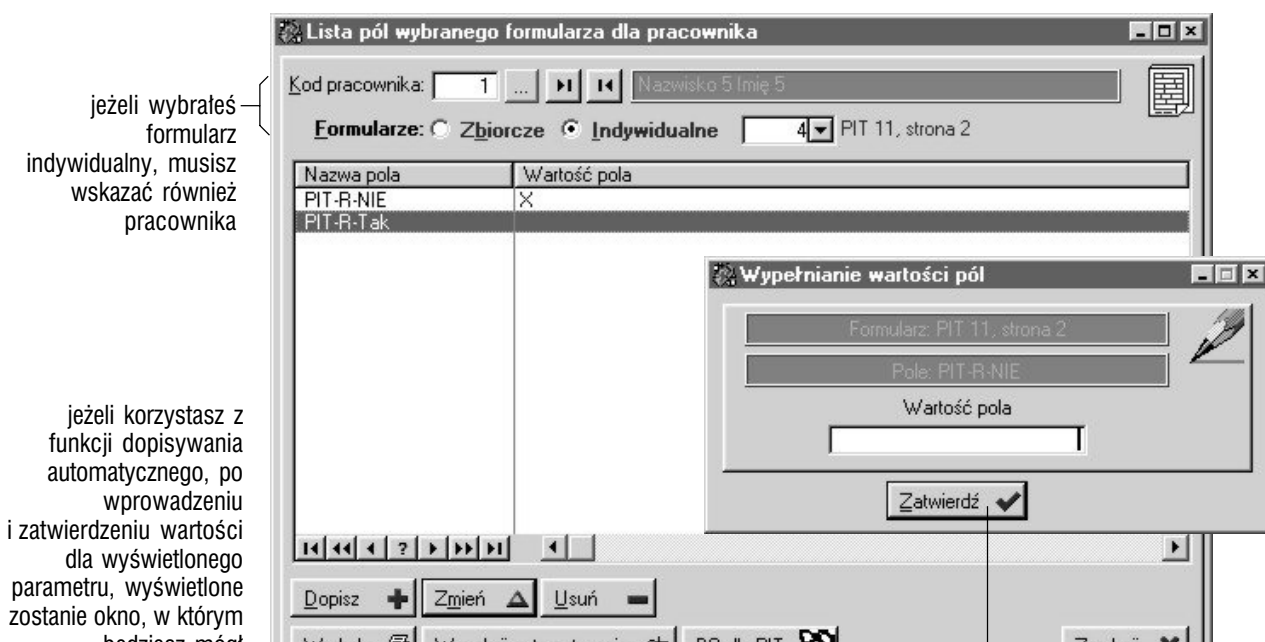 Lista pól wybranego formularza dla pracownika
jeżeli wybrałeś
formularz
indywidualny, musisz
wskazać również
pracownika
Kod pracownika: 1 ... Nazwisko 5 Imię 5
Formularze: Zbiorcze Indywidualne 4 PIT 11, strona 2
Nazwa pola Wartość pola
PIT-R-NIE X
PIT-R-Tak
Wypełnianie wartości pól
Formularz: PIT 11, strona 2
Pole: PIT-R-NIE
Wartość pola
Zatwierdź
jeżeli korzystasz z
funkcji dopisywania
automatycznego, po
wprowadzeniu
i zatwierdzeniu wartości
dla wyświetlonego
parametru, wyświetlone
zostanie okno, w którym
będziesz mógł
?
Dopisz Zmień Usuń